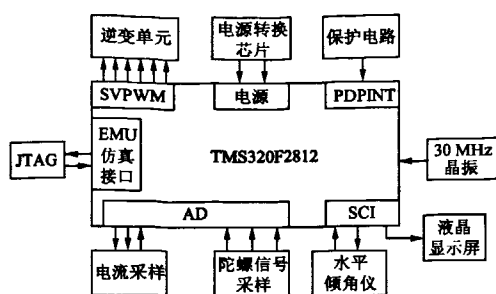 逆变单元
电源转换
芯片
保护电路
SVPWM
电源
PDPINT
EMU
仿真
接口
JTAG
TMS320F2812
30 MHz
晶振
AD
SCI
液晶
显示屏
电流采样
陀螺信号
采样
水平
倾角仪